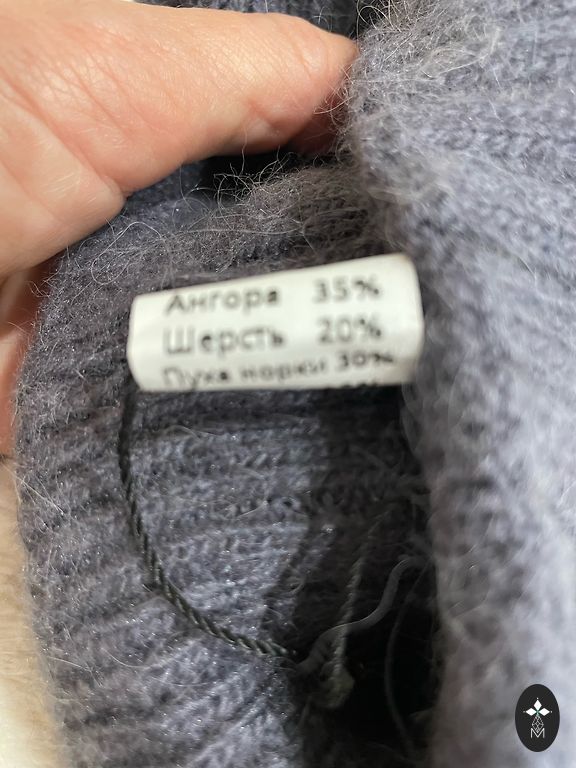 Ангора 35%
Шерсть 20%
Пуха норки 30%